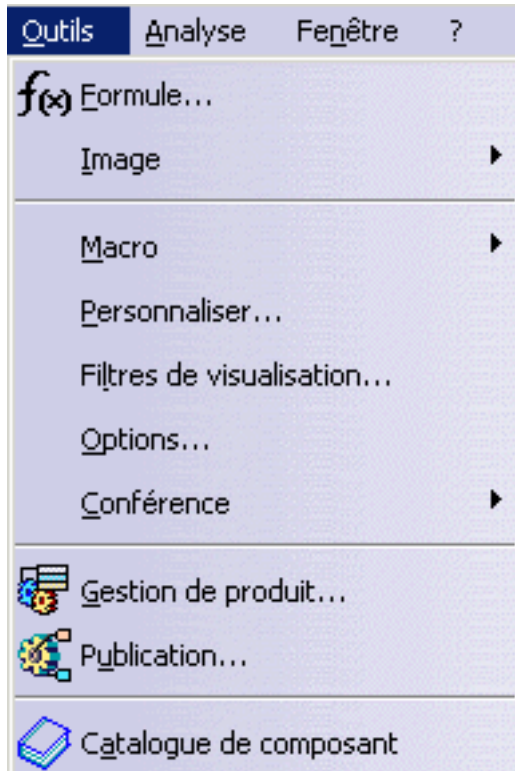 Outils Analyse Fenêtre ?
f(x) Formule...
Image
Macro
Personnaliser...
Filtres de visualisation...
Options...
Conférence
Gestion de produit...
Publication...
Catalogue de composant